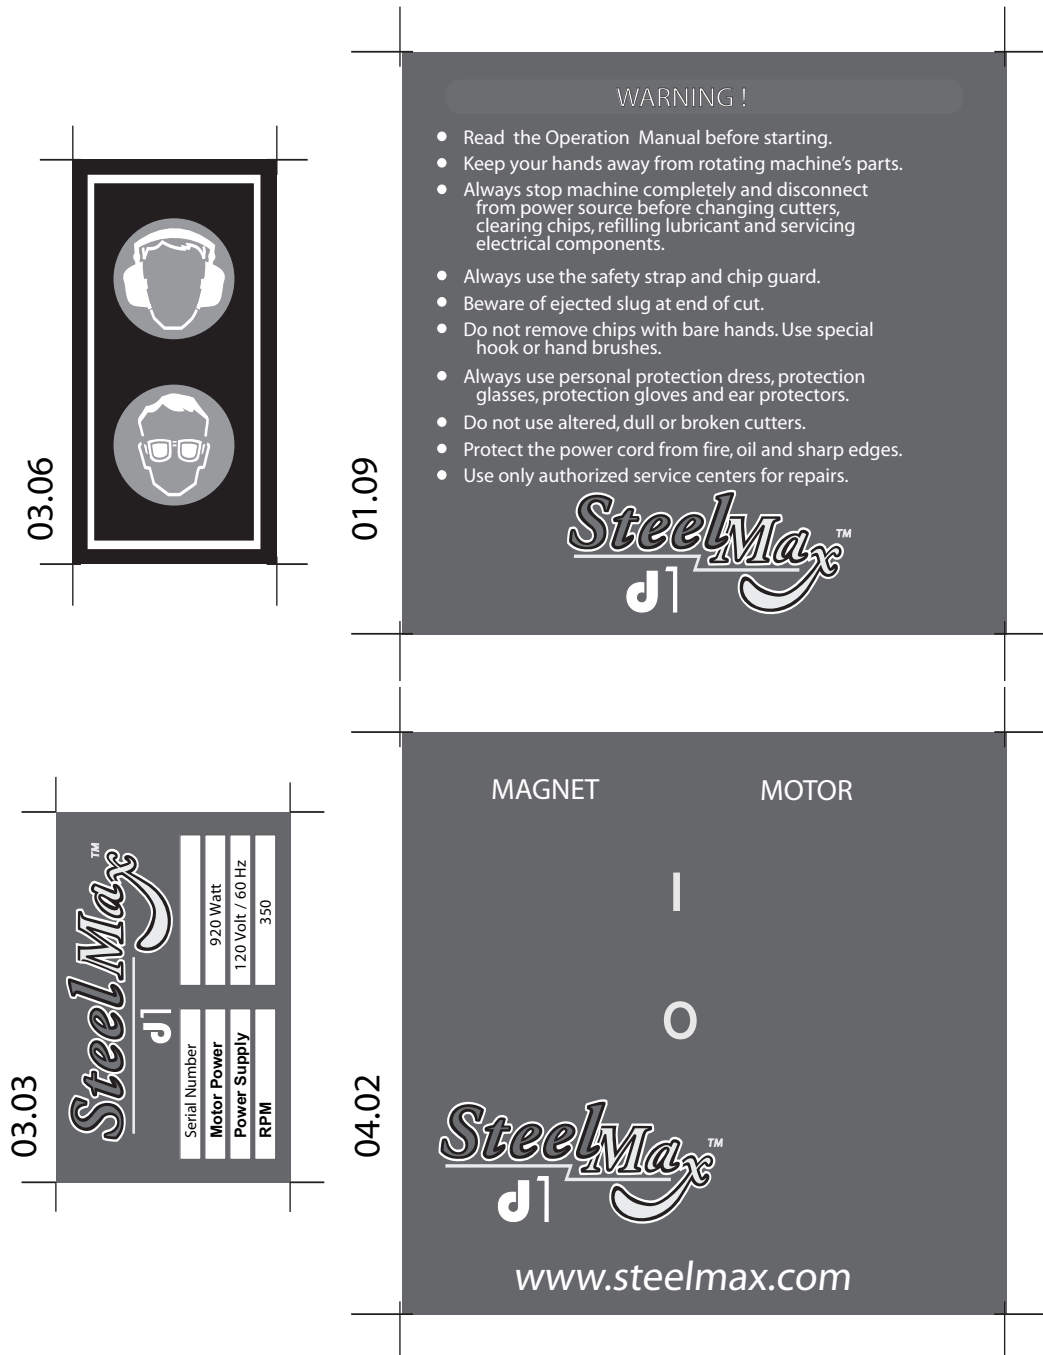 03.06
01.09
WARNING !
Read the Operation Manual before starting.
Keep your hands away from rotating machine's parts.
Always stop machine completely and disconnect
from power source before changing cutters,
clearing chips, refilling lubricant and servicing
electrical components.
Always use the safety strap and chip guard.
Beware of ejected slug at end of cut.
Do not remove chips with bare hands. Use special
hook or hand brushes.
Always use personal protection dress, protection
glasses, protection gloves and ear protectors.
Do not use altered, dull or broken cutters.
Protect the power cord from fire, oil and sharp edges.
Use only authorized service centers for repairs.
SteelMax™
d1
03.03
SteelMax™
d1
Serial Number
Motor Power 920 Watt
Power Supply 120 Volt / 60 Hz
RPM 350
04.02
MAGNET MOTOR
I
O
SteelMax™
d1
www.steelmax.com